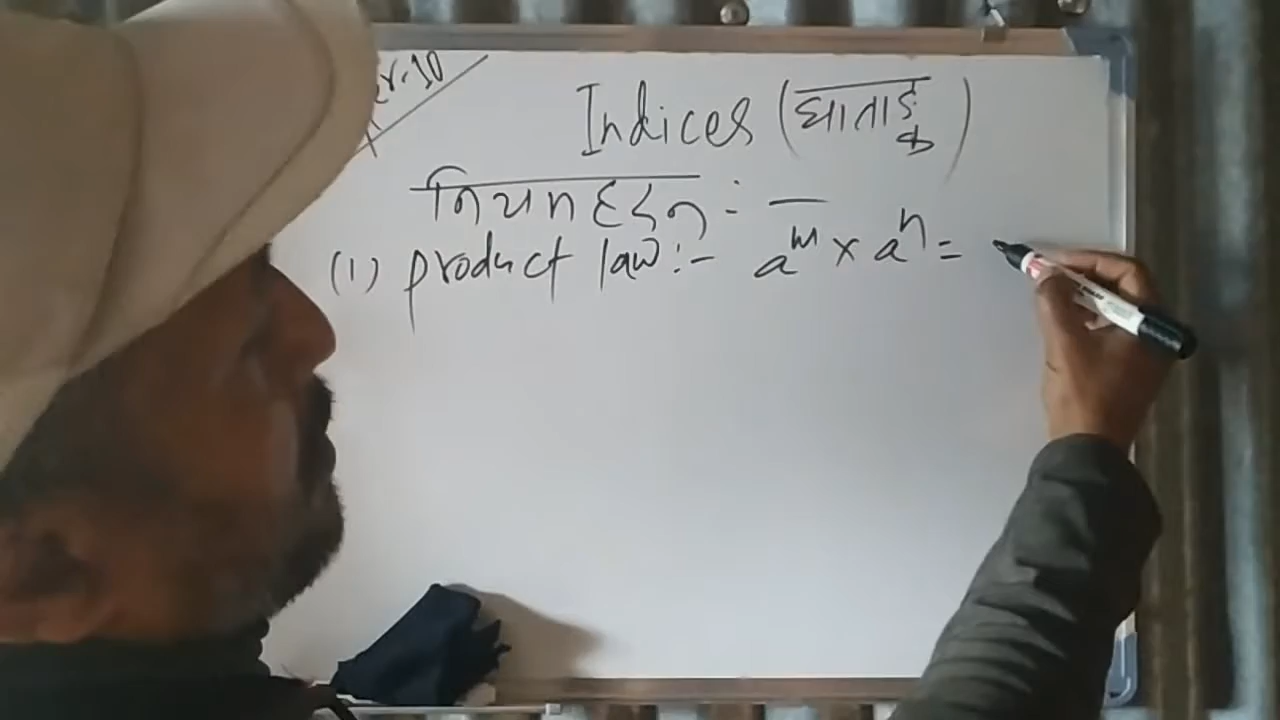 Indices (घाताङ्क)
नियमहरू :-
(1) product law :- a^m × a^n =